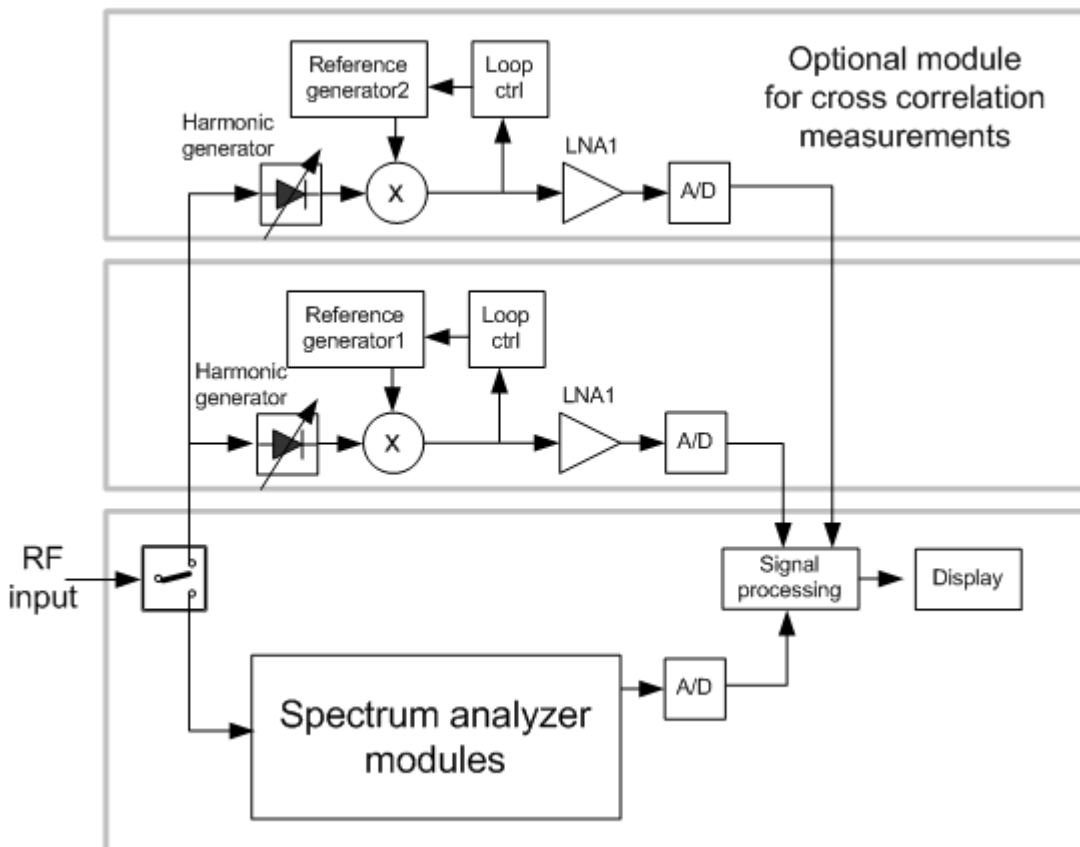 Optional module
for cross correlation
measurements
Reference
generator2
Loop
ctrl
Harmonic
generator
X
LNA1
A/D
Reference
generator1
Loop
ctrl
Harmonic
generator
X
LNA1
A/D
RF
input
Signal
processing
Display
Spectrum analyzer
modules
A/D